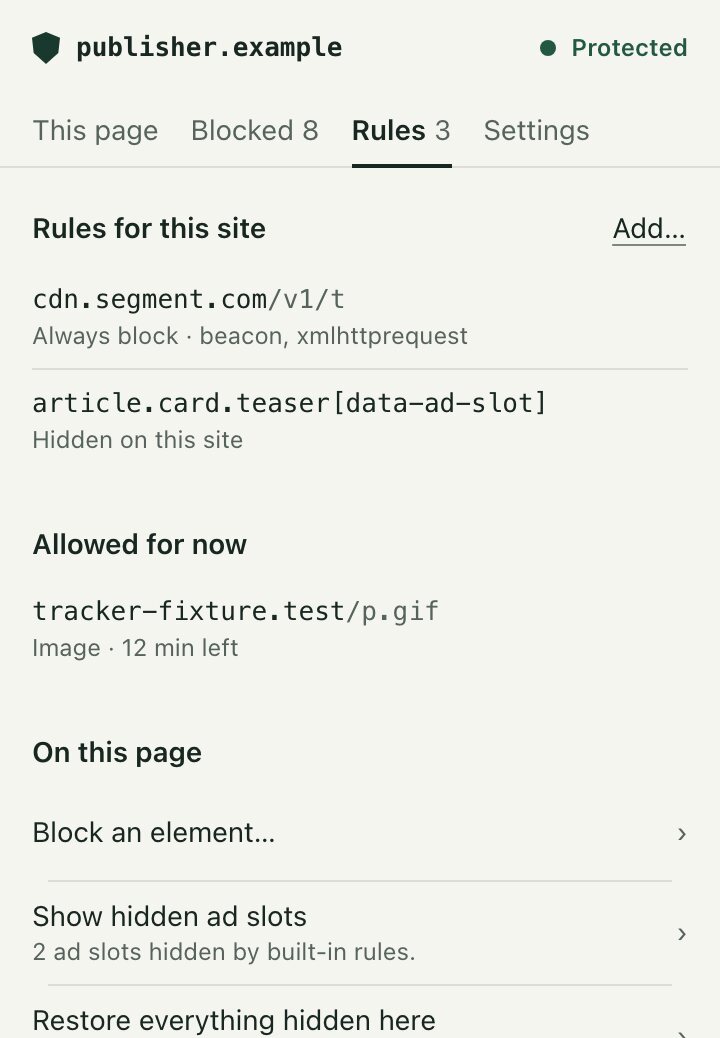 publisher.example
Protected
This page Blocked 8 Rules 3 Settings
Rules for this site
Add...
cdn.segment.com/v1/t
Always block · beacon, xmlhttprequest
article.card.teaser[data-ad-slot]
Hidden on this site
Allowed for now
tracker-fixture.test/p.gif
Image · 12 min left
On this page
Block an element...
Show hidden ad slots
2 ad slots hidden by built-in rules.
Restore everything hidden here